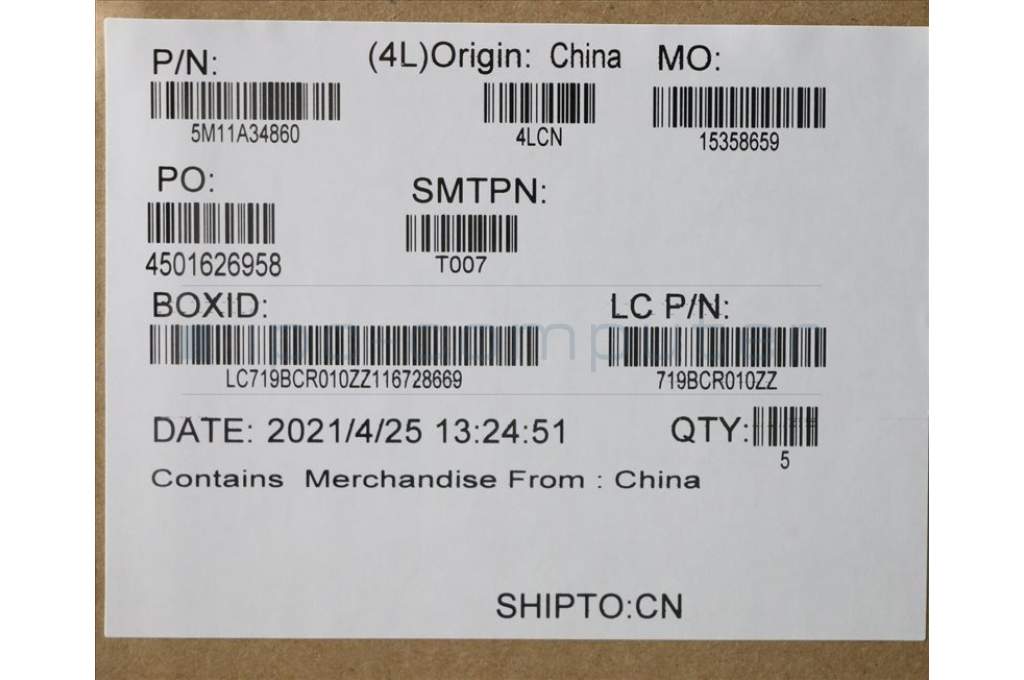 P/N: (4L)Origin: China MO:
5M11A34860 4LCN 15358659
PO: SMTPN:
4501626958 T007
BOXID: LC P/N:
LC719BCR010ZZ116728669 719BCR010ZZ
DATE: 2021/4/25 13:24:51 QTY:
5
Contains Merchandise From : China
SHIPTO:CN